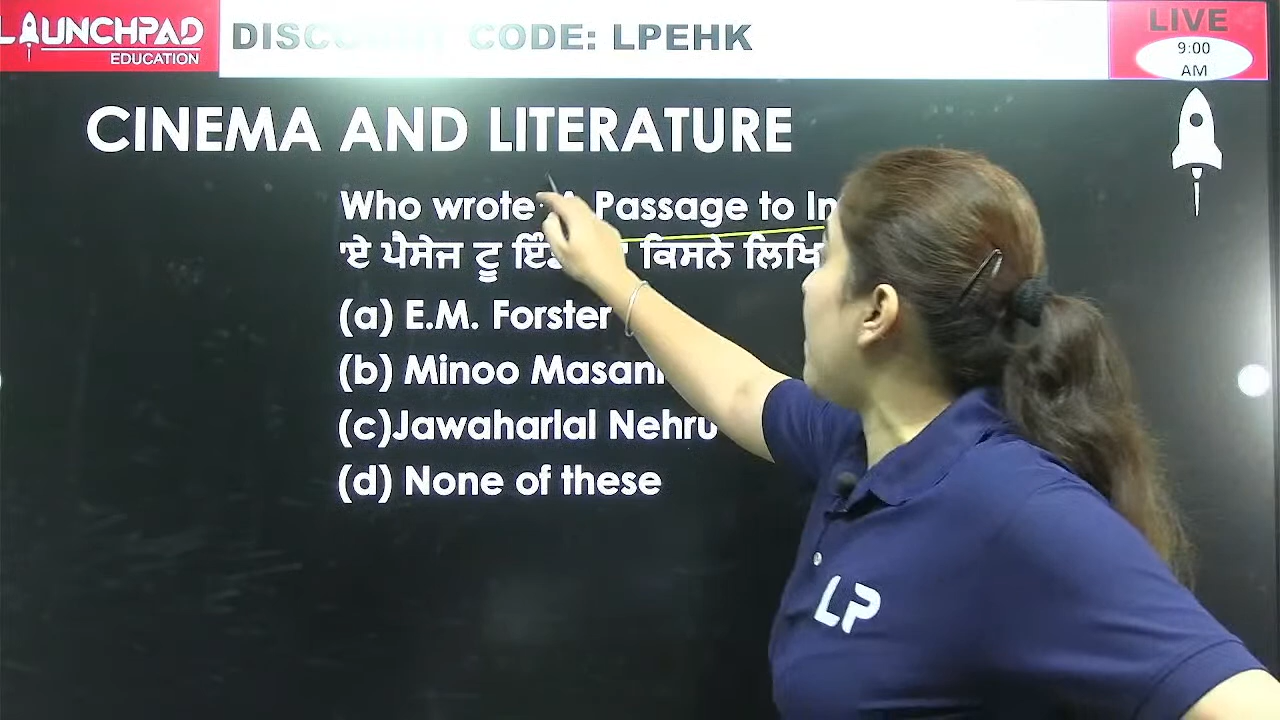 LAUNCHPAD
EDUCATION
CODE: LPEHK
LIVE
9:00
AM
CINEMA AND LITERATURE
Who wrote Passage to
'ਏ ਪੈਸੇਜ ਟੂ ਕਿਸਨੇ
(a) E.M. Forster
(b) Minoo Masani
(c)Jawaharlal Nehru
(d) None of these
LP